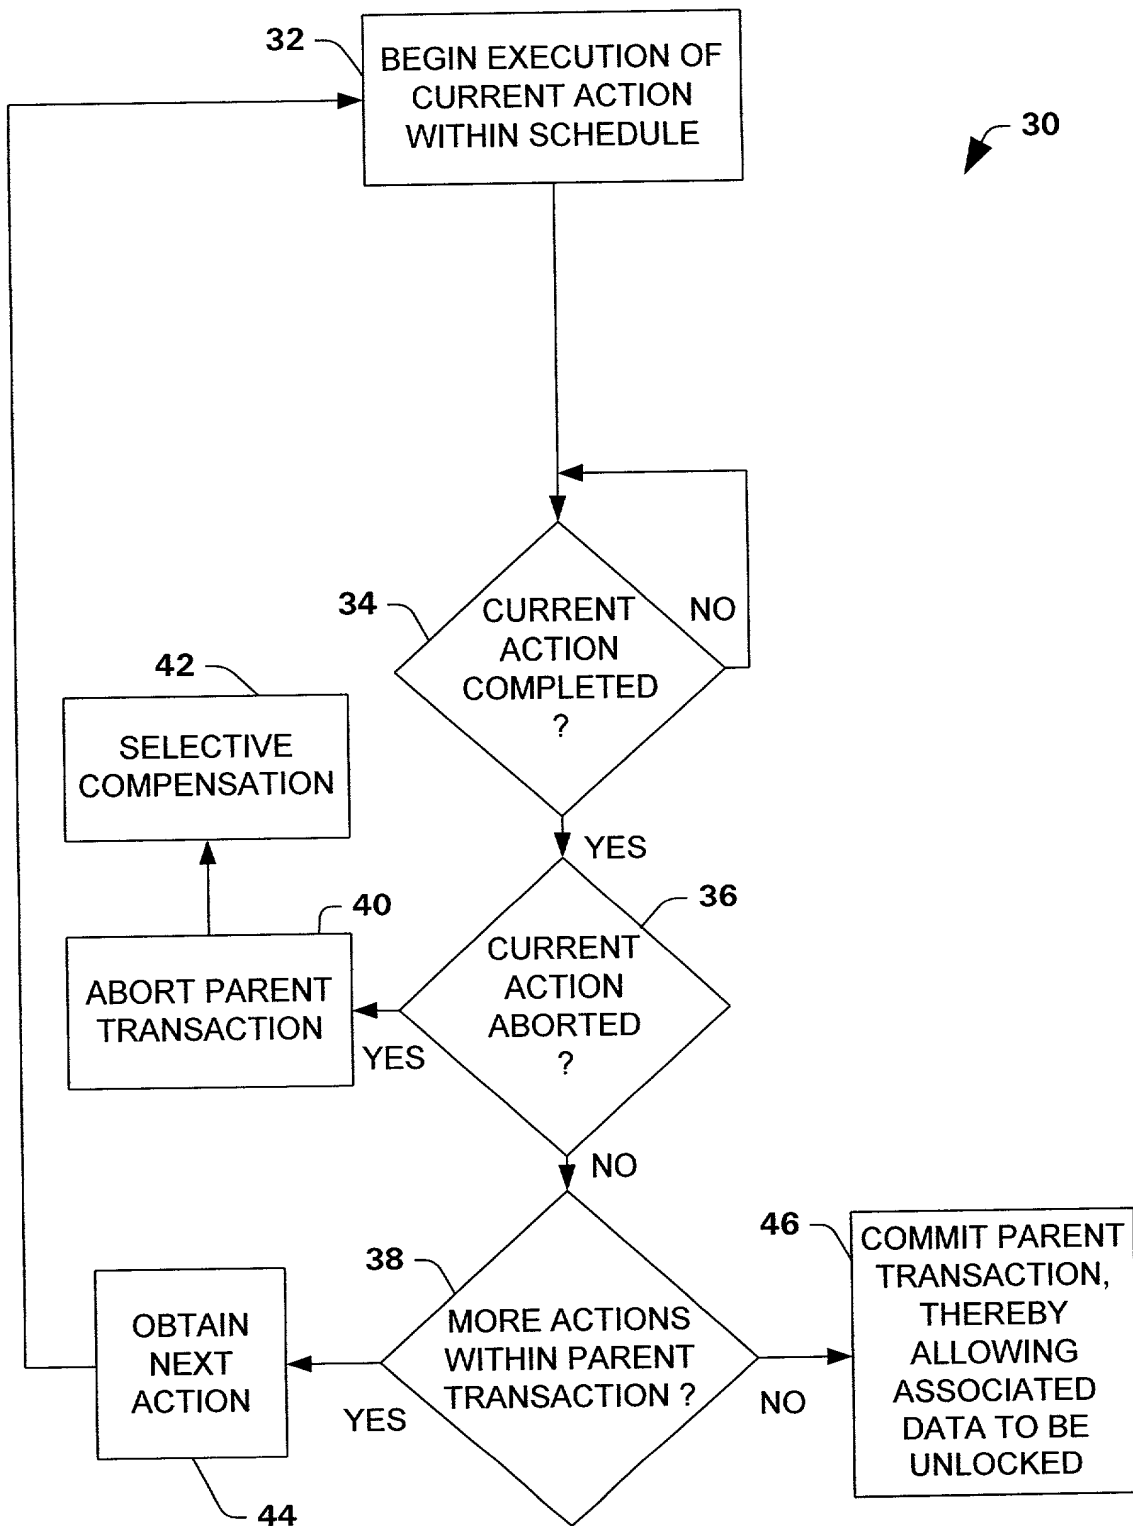 32
BEGIN EXECUTION OF
CURRENT ACTION
WITHIN SCHEDULE
30
34
CURRENT
ACTION
COMPLETED
?
NO
42
SELECTIVE
COMPENSATION
YES
40
36
ABORT PARENT
TRANSACTION
YES
CURRENT
ACTION
ABORTED
?
NO
38
MORE ACTIONS
WITHIN PARENT
TRANSACTION ?
YES
NO
OBTAIN
NEXT
ACTION
44
46
COMMIT PARENT
TRANSACTION,
THEREBY
ALLOWING
ASSOCIATED
DATA TO BE
UNLOCKED